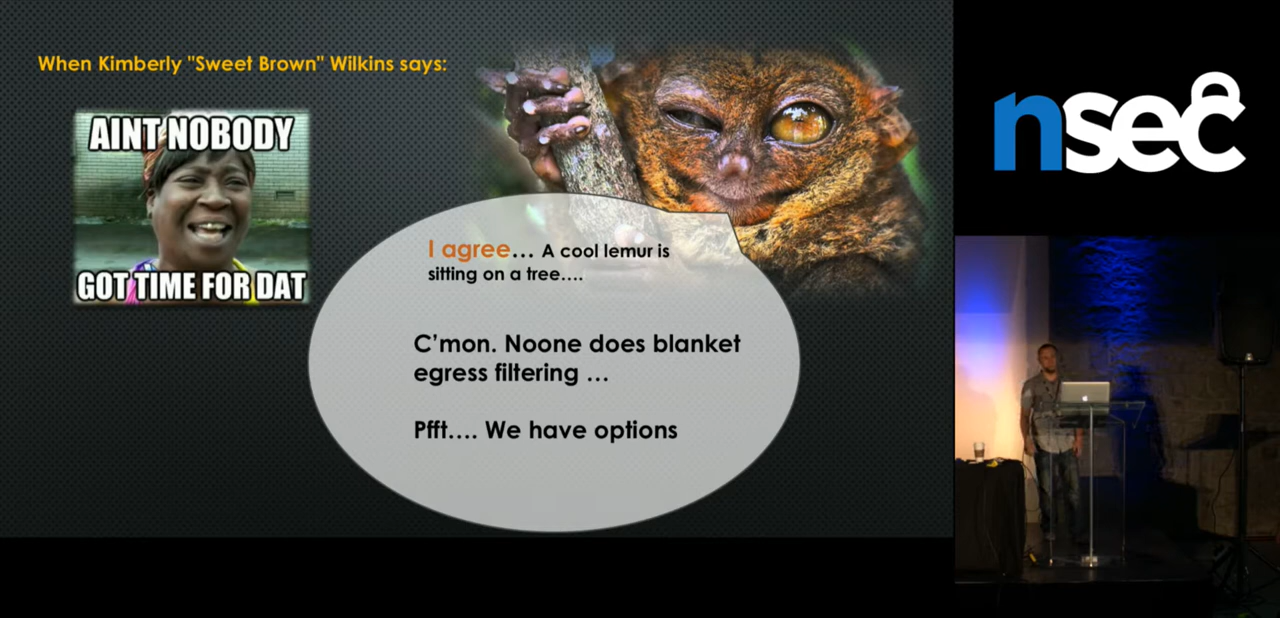 When Kimberly "Sweet Brown" Wilkins says:
AINT NOBODY
GOT TIME FOR DAT
I agree… A cool lemur is
sitting on a tree….
C'mon. Noone does blanket
egress filtering …
Pfft…. We have options
nsec